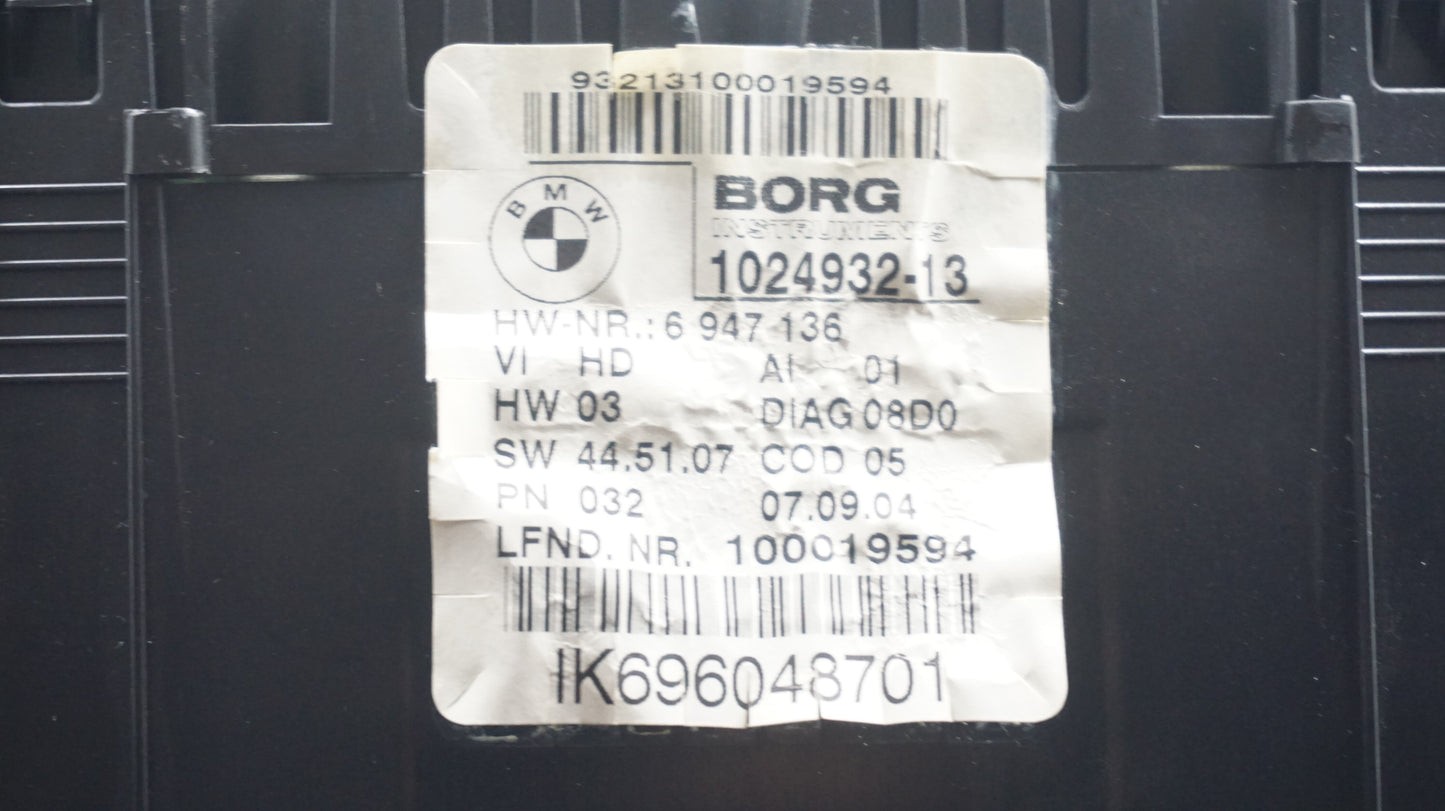 93213100019594
BMW
BORG
INSTRUMENTS
1024932-13
HW-NR.: 6 947 136
VI HD AI 01
HW 03 DIAG 08D0
SW 44.51.07 COD 05
PN 032 07.09.04
LFND. NR. 100019594
IK696048701